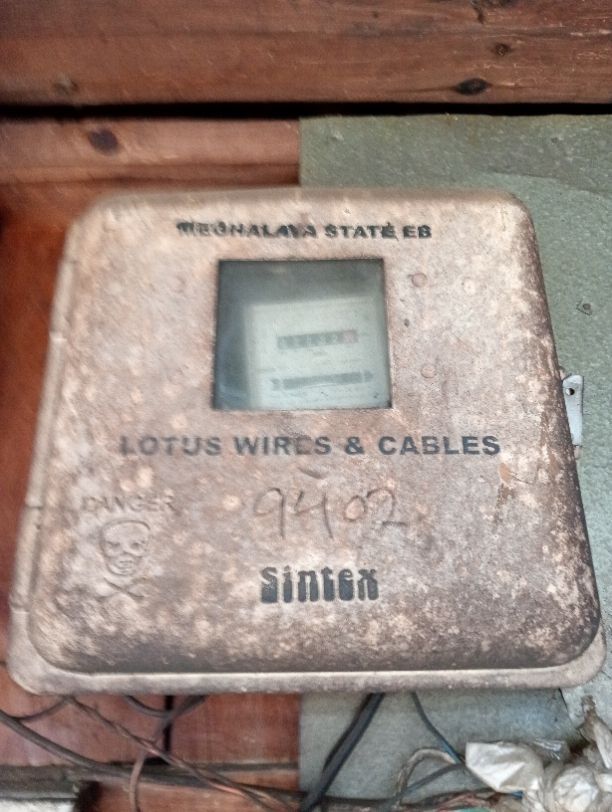 MEGHALAYA STATE EB
LOTUS WIRES & CABLES
DANGER
9402
Sintex